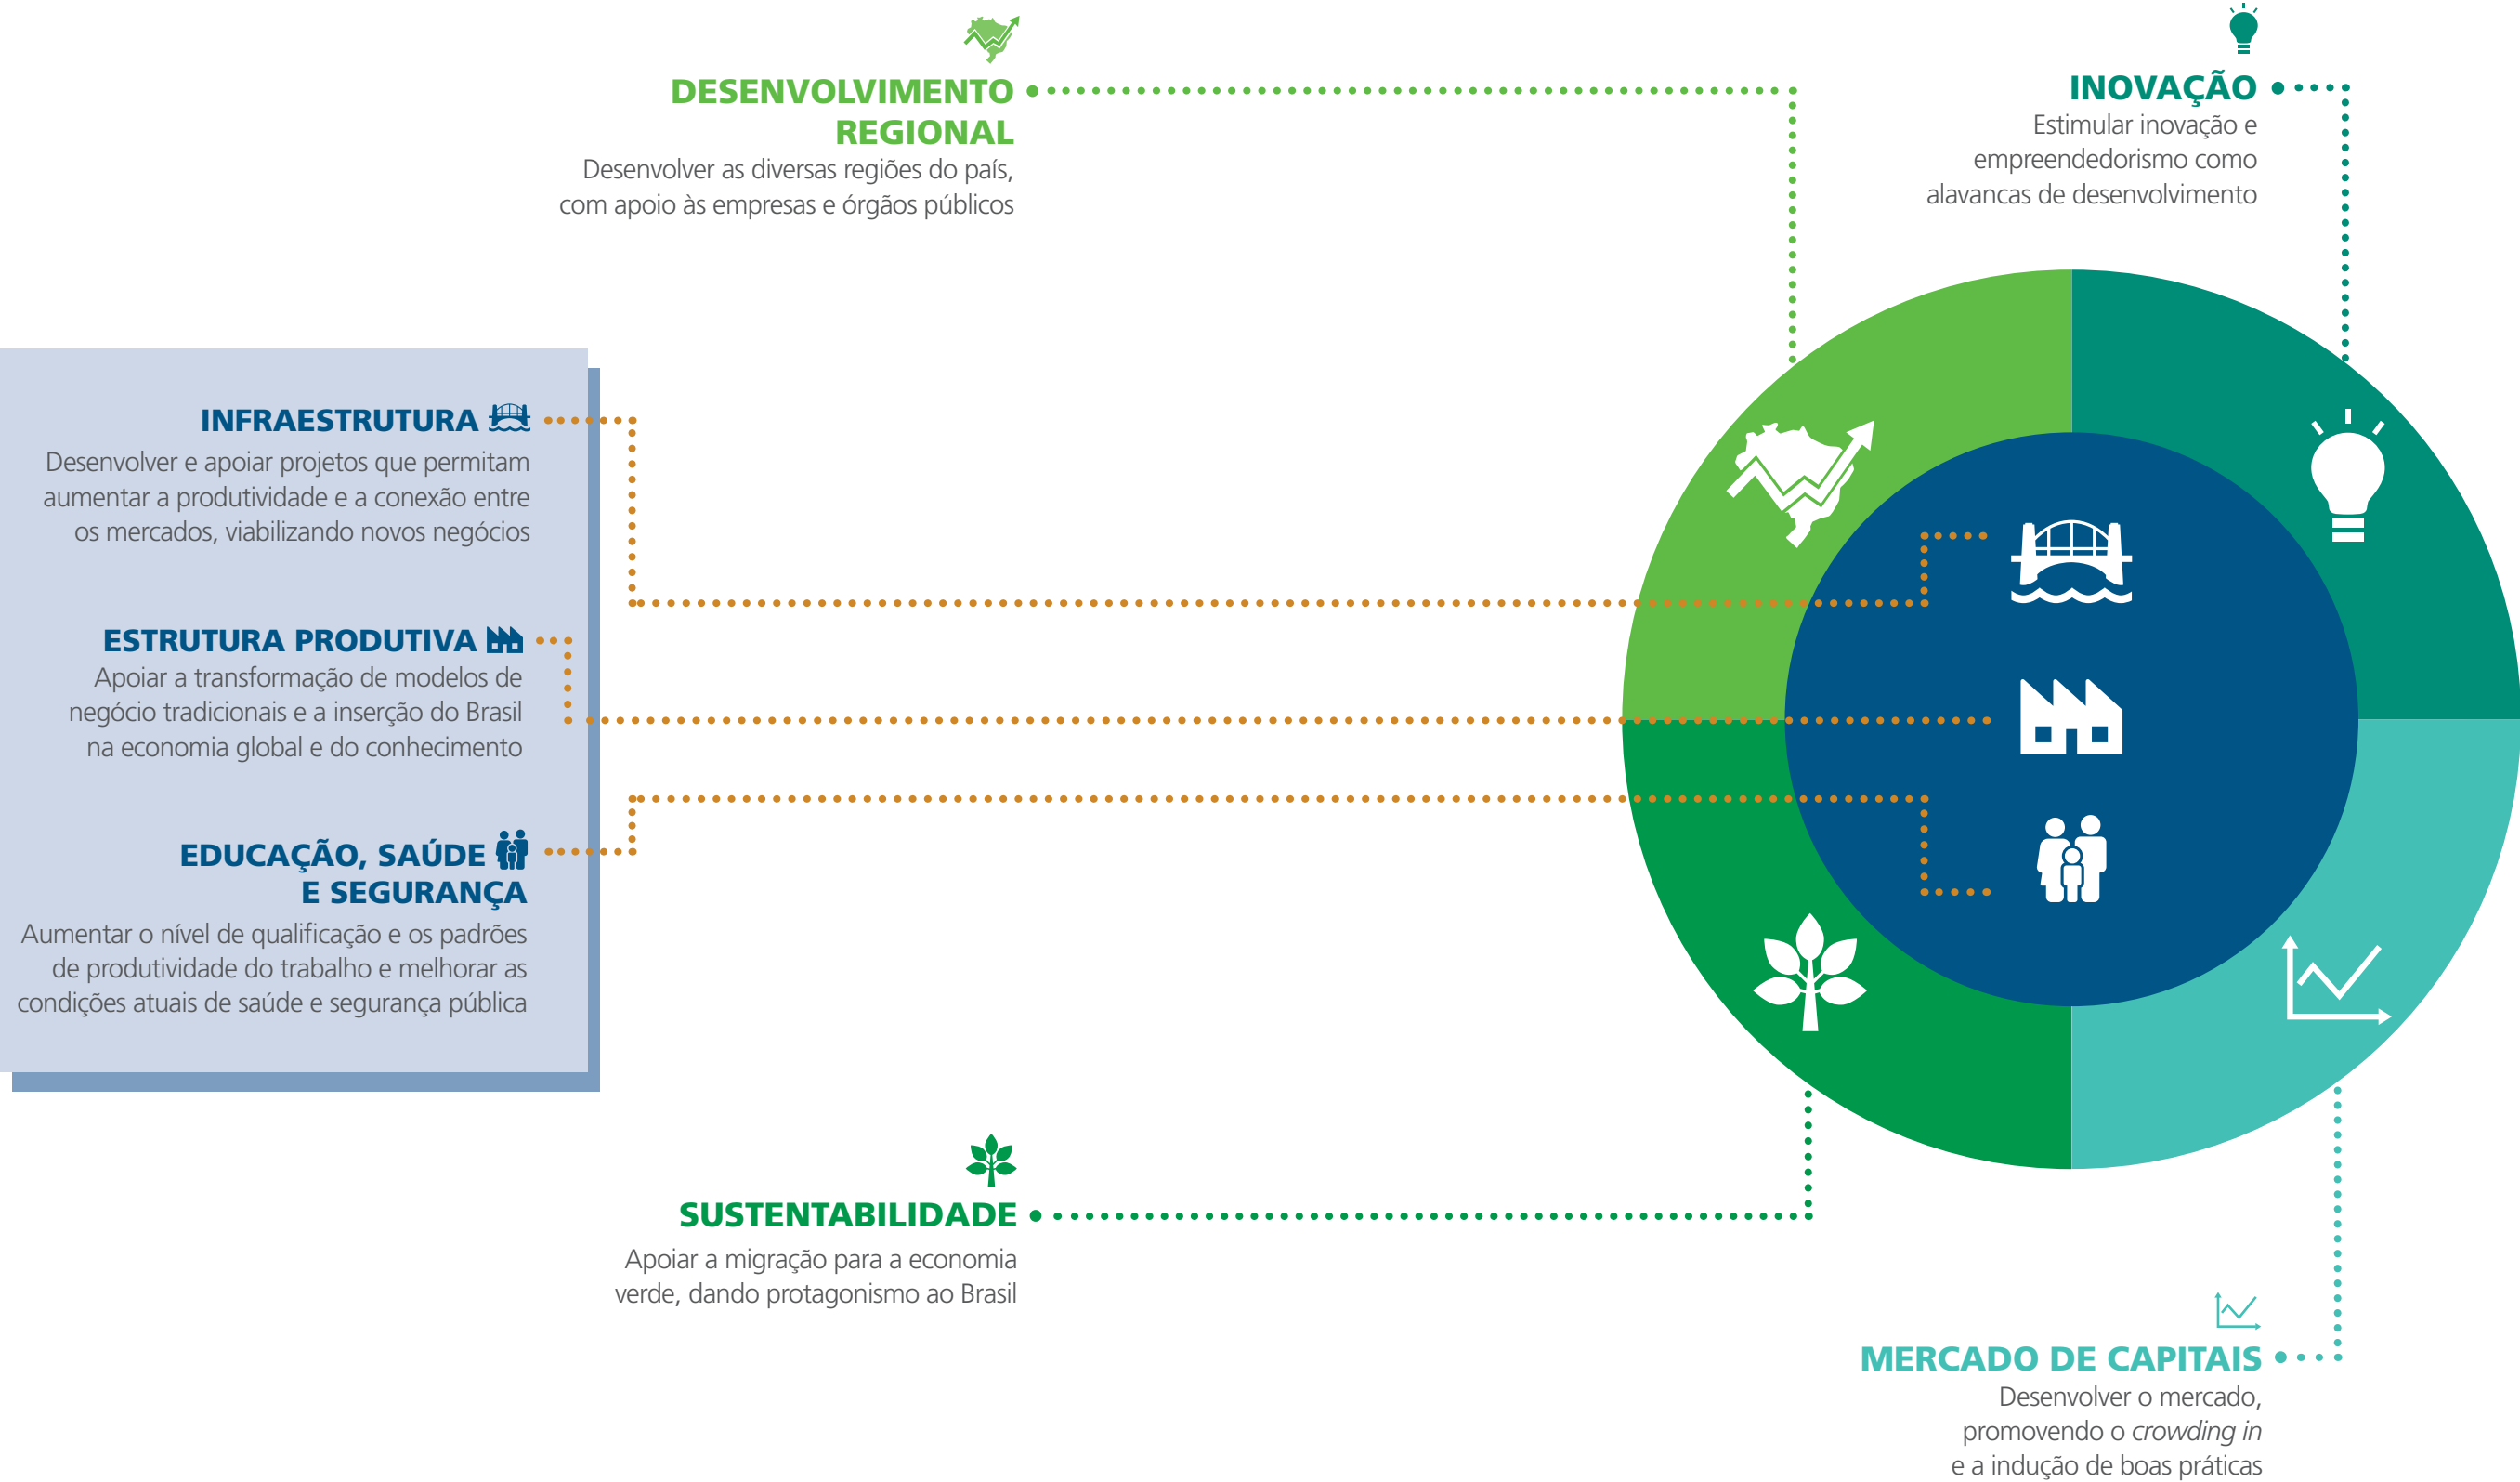 DESENVOLVIMENTO
REGIONAL
Desenvolver as diversas regiões do país,
com apoio às empresas e órgãos públicos
INOVAÇÃO
Estimular inovação e
empreendedorismo como
alavancas de desenvolvimento
INFRAESTRUTURA
Desenvolver e apoiar projetos que permitam
aumentar a produtividade e a conexão entre
os mercados, viabilizando novos negócios
ESTRUTURA PRODUTIVA
Apoiar a transformação de modelos de
negócio tradicionais e a inserção do Brasil
na economia global e do conhecimento
EDUCAÇÃO, SAÚDE
E SEGURANÇA
Aumentar o nível de qualificação e os padrões
de produtividade do trabalho e melhorar as
condições atuais de saúde e segurança pública
SUSTENTABILIDADE
Apoiar a migração para a economia
verde, dando protagonismo ao Brasil
MERCADO DE CAPITAIS
Desenvolver o mercado,
promovendo o crowding in
e a indução de boas práticas